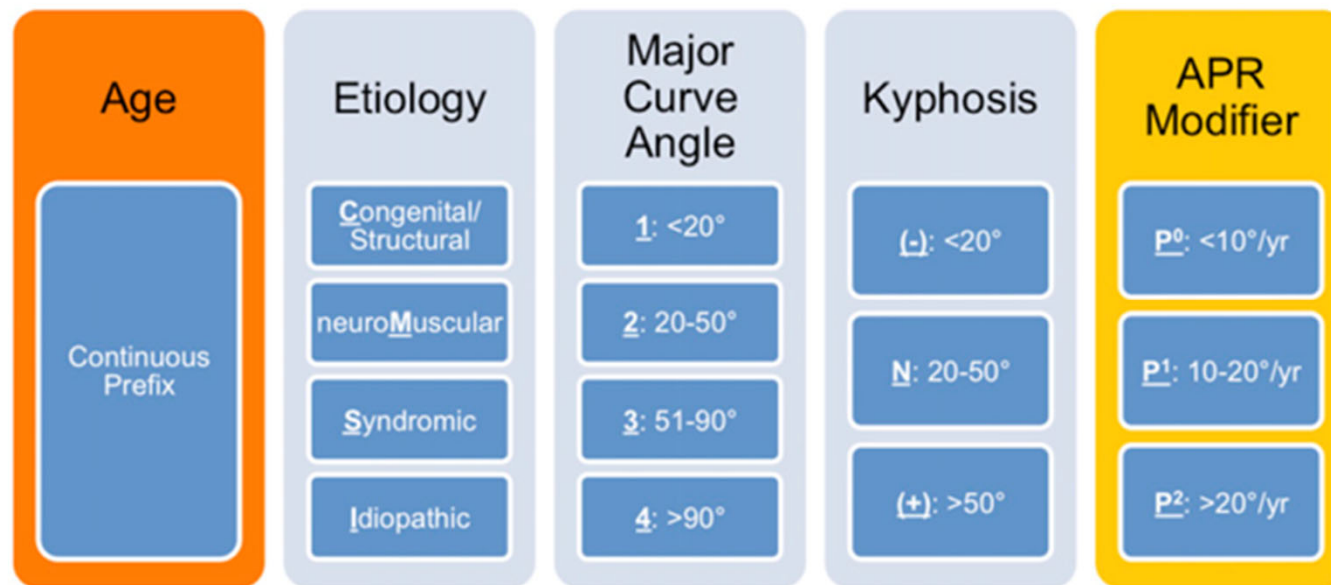 Age
Continuous
Prefix
Etiology
Congenital/
Structural
neuroMuscular
Syndromic
Idiopathic
Major
Curve
Angle
1: <20°
2: 20-50°
3: 51-90°
4: >90°
Kyphosis
(-): <20°
N: 20-50°
(+): >50°
APR
Modifier
P⁰: <10°/yr
P¹: 10-20°/yr
P²: >20°/yr